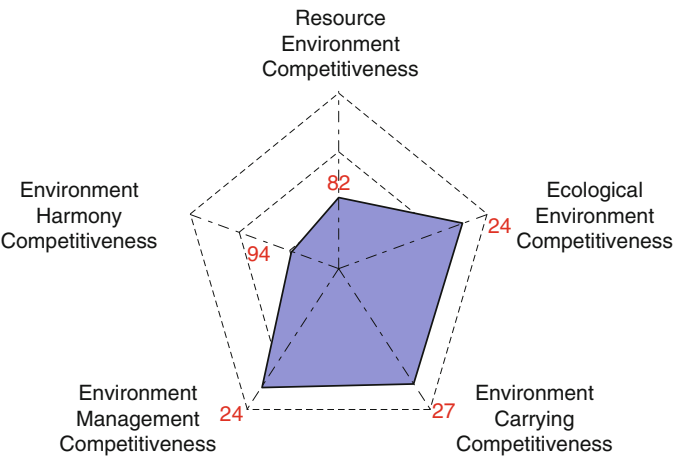 Resource
Environment
Competitiveness
82
Ecological
Environment
Competitiveness
24
Environment
Harmony
Competitiveness
94
Environment
Management
Competitiveness
24
Environment
Carrying
Competitiveness
27